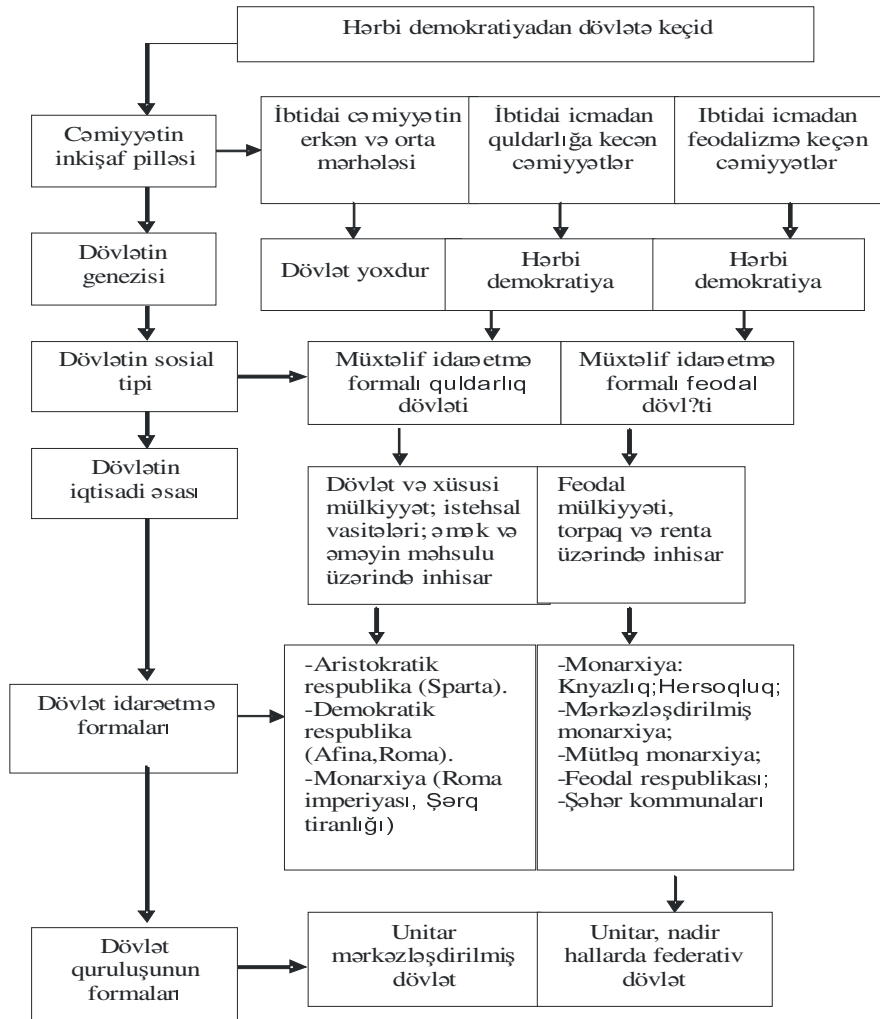 Hərbi demokratiyadan dövlətə keçid
Cəmiyyətin
inkişaf pilləsi
İbtidai cəmiyyətin
erkən və orta
mərhələsi
İbtidai icmadan
quldarlığa kecən
cəmiyyətlər
Ibtidai icmadan
feodalizmə keçən
cəmiyyətlər
Dövlətin
genezisi
Dövlət yoxdur
Hərbi
demokratiya
Hərbi
demokratiya
Dövlətin sosial
tipi
Müxtəlif idarəetmə
formalı quldarlıq
dövləti
Müxtəlif idarəetmə
formalı feodal
dövl?ti
Dövlətin
iqtisadi əsası
Dövlət və xüsusi
mülkiyyət; istehsal
vasitələri; əmək və
əməyin məhsulu
üzərində inhisar
Feodal
mülkiyyəti,
torpaq və renta
üzərində inhisar
Dövlət idarəetmə
formaları
-Aristokratik
respublika (Sparta).
-Demokratik
respublika
(Afina,Roma).
-Monarxiya (Roma
imperiyası, Şərq
tiranlığı)
-Monarxiya:
Knyazlıq;Hersoqluq;
-Mərkəzləşdirilmiş
monarxiya;
-Mütləq monarxiya;
-Feodal respublikası;
-Şəhər kommunaları
Dövlət
quruluşunun
formaları
Unitar
mərkəzləşdirilmiş
dövlət
Unitar, nadir
hallarda federativ
dövlət